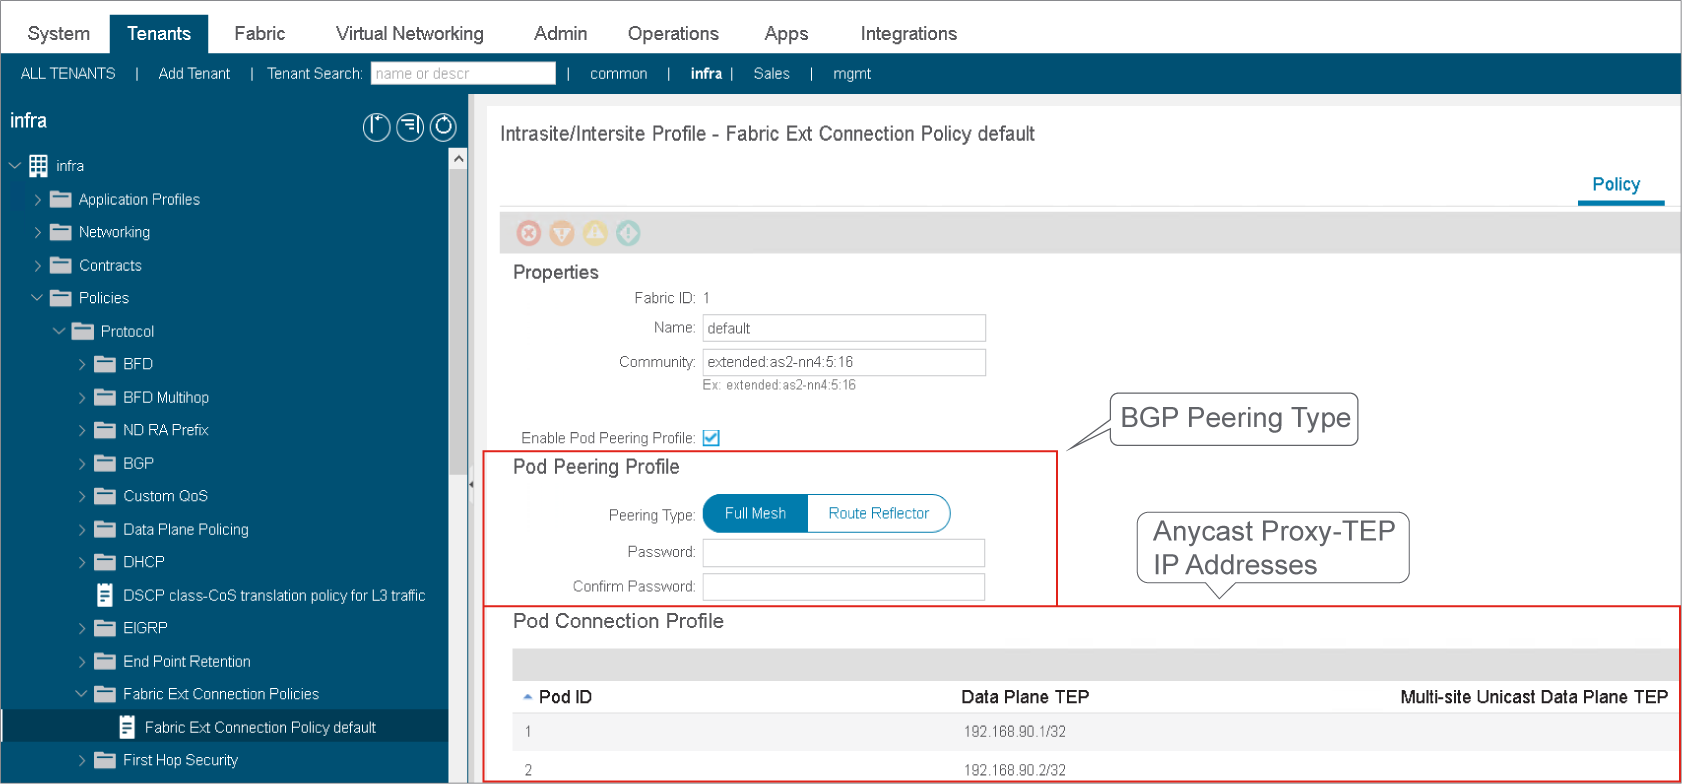 System Tenants Fabric Virtual Networking Admin Operations Apps Integrations
ALL TENANTS | Add Tenant | Tenant Search: name or descr | common | infra | Sales | mgmt
infra
infra
Application Profiles
Networking
Contracts
Policies
Protocol
BFD
BFD Multihop
ND RA Prefix
BGP
Custom QoS
Data Plane Policing
DHCP
DSCP class-CoS translation policy for L3 traffic
EIGRP
End Point Retention
Fabric Ext Connection Policies
Fabric Ext Connection Policy default
First Hop Security
Intrasite/Intersite Profile - Fabric Ext Connection Policy default
Policy
Properties
Fabric ID: 1
Name: default
Community: extended:as2-nn4:5:16
Ex: extended:as2-nn4:5:16
Enable Pod Peering Profile:
BGP Peering Type
Pod Peering Profile
Peering Type: Full Mesh Route Reflector
Password:
Confirm Password:
Anycast Proxy-TEP
IP Addresses
Pod Connection Profile
Pod ID Data Plane TEP Multi-site Unicast Data Plane TEP
1 192.168.90.1/32
2 192.168.90.2/32